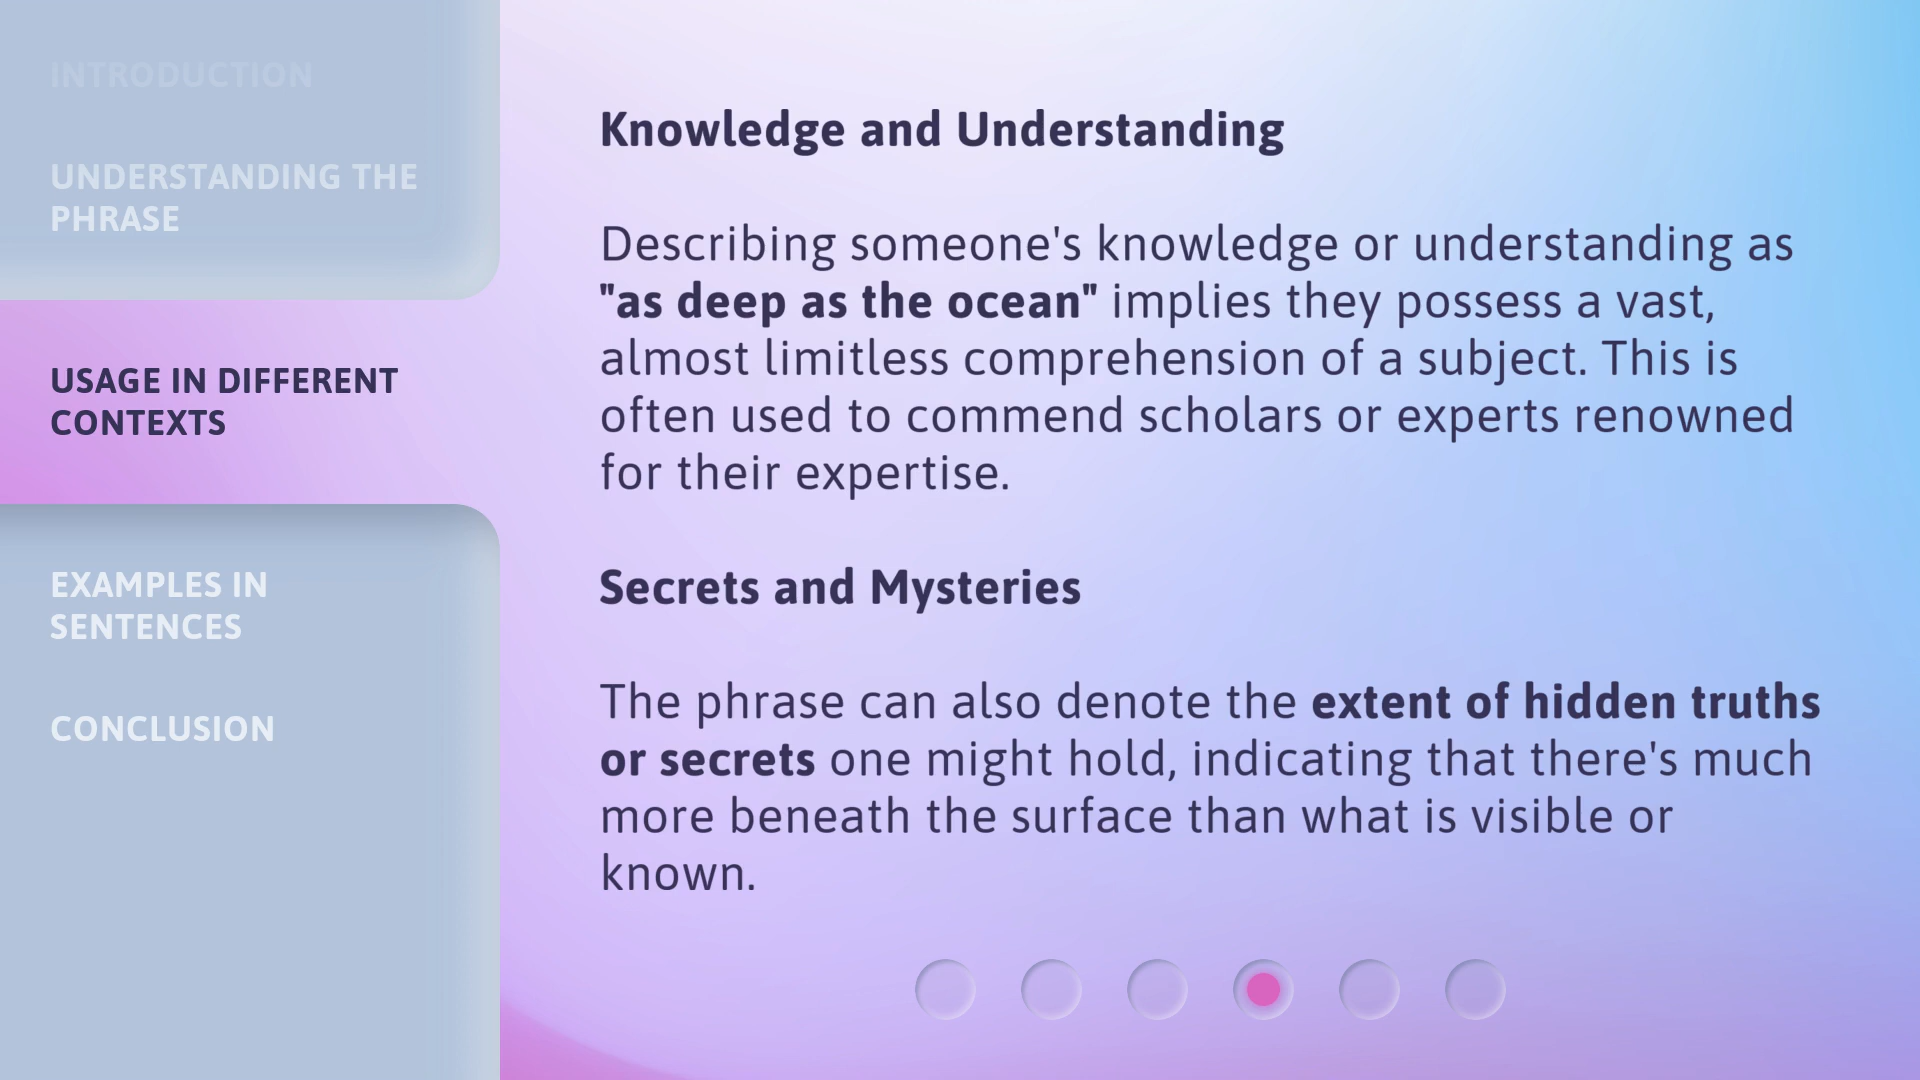 INTRODUCTION
UNDERSTANDING THE
PHRASE
USAGE IN DIFFERENT
CONTEXTS
EXAMPLES IN
SENTENCES
CONCLUSION
Knowledge and Understanding
Describing someone's knowledge or understanding as
"as deep as the ocean" implies they possess a vast,
almost limitless comprehension of a subject. This is
often used to commend scholars or experts renowned
for their expertise.
Secrets and Mysteries
The phrase can also denote the extent of hidden truths
or secrets one might hold, indicating that there's much
more beneath the surface than what is visible or
known.